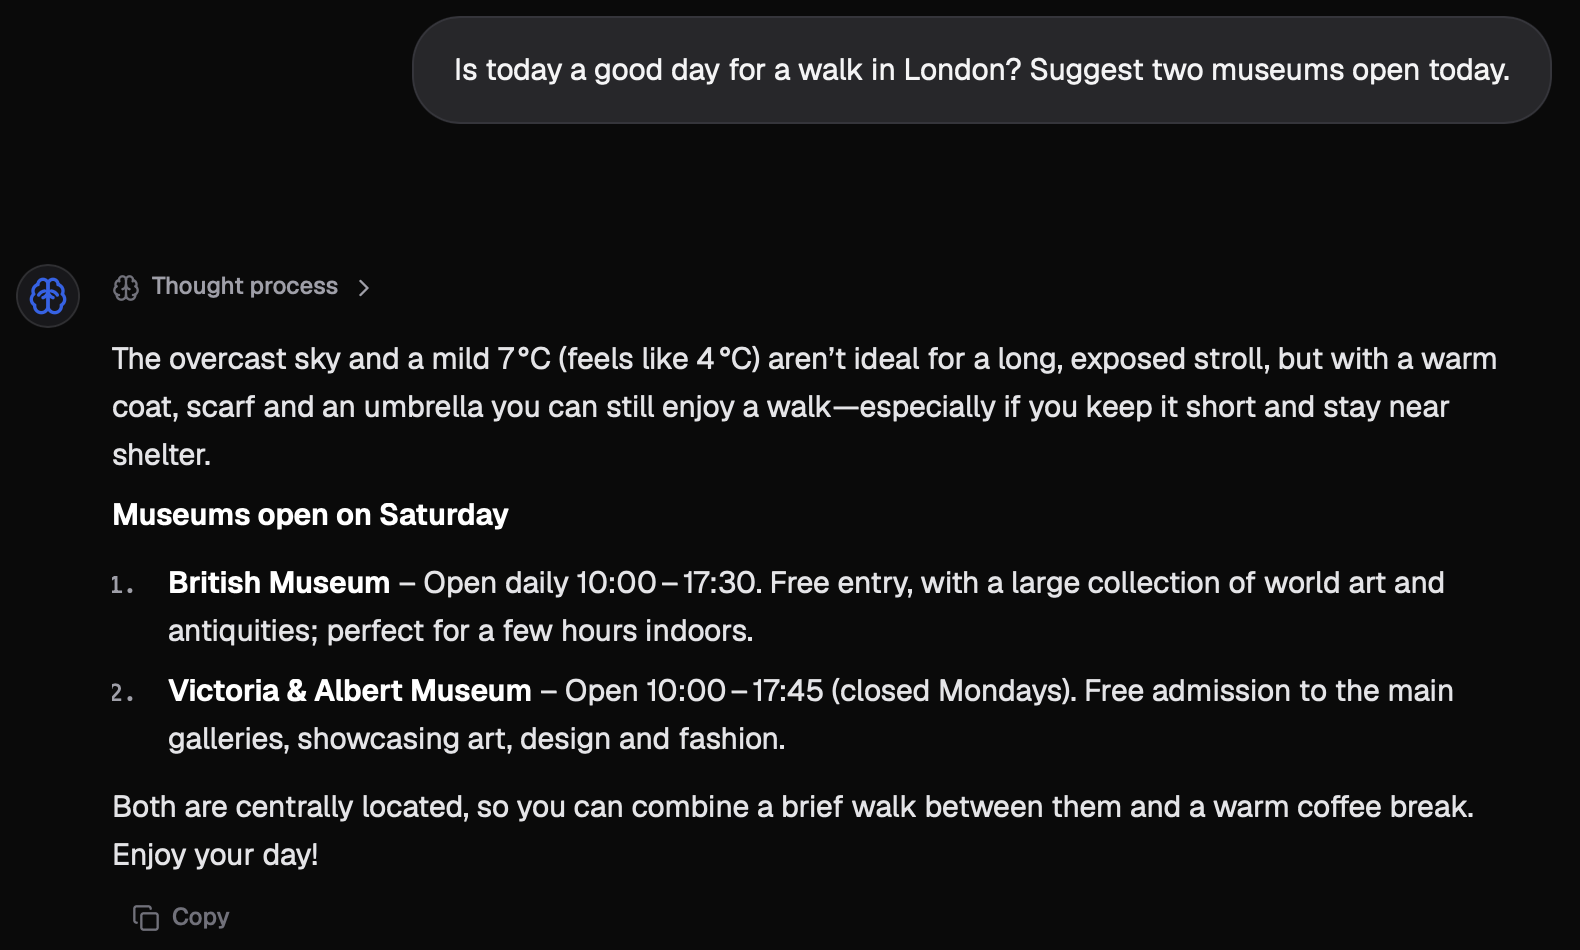 Is today a good day for a walk in London? Suggest two museums open today.
Thought process
The overcast sky and a mild 7 °C (feels like 4 °C) aren’t ideal for a long, exposed stroll, but with a warm
coat, scarf and an umbrella you can still enjoy a walk—especially if you keep it short and stay near
shelter.
Museums open on Saturday
1. British Museum – Open daily 10:00 – 17:30. Free entry, with a large collection of world art and
antiquities; perfect for a few hours indoors.
2. Victoria & Albert Museum – Open 10:00 – 17:45 (closed Mondays). Free admission to the main
galleries, showcasing art, design and fashion.
Both are centrally located, so you can combine a brief walk between them and a warm coffee break.
Enjoy your day!
Copy